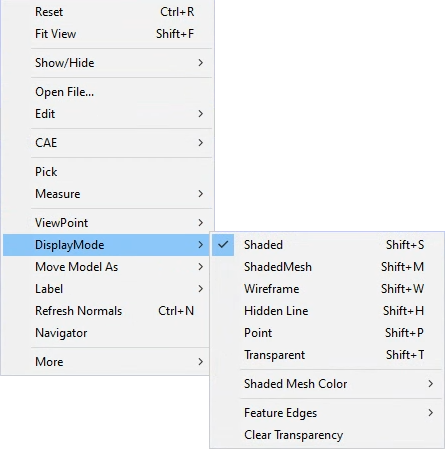 Reset Ctrl+R
Fit View Shift+F
Show/Hide
Open File...
Edit
CAE
Pick
Measure
ViewPoint
DisplayMode
Move Model As
Label
Refresh Normals Ctrl+N
Navigator
More
Shaded Shift+S
ShadedMesh Shift+M
Wireframe Shift+W
Hidden Line Shift+H
Point Shift+P
Transparent Shift+T
Shaded Mesh Color
Feature Edges
Clear Transparency